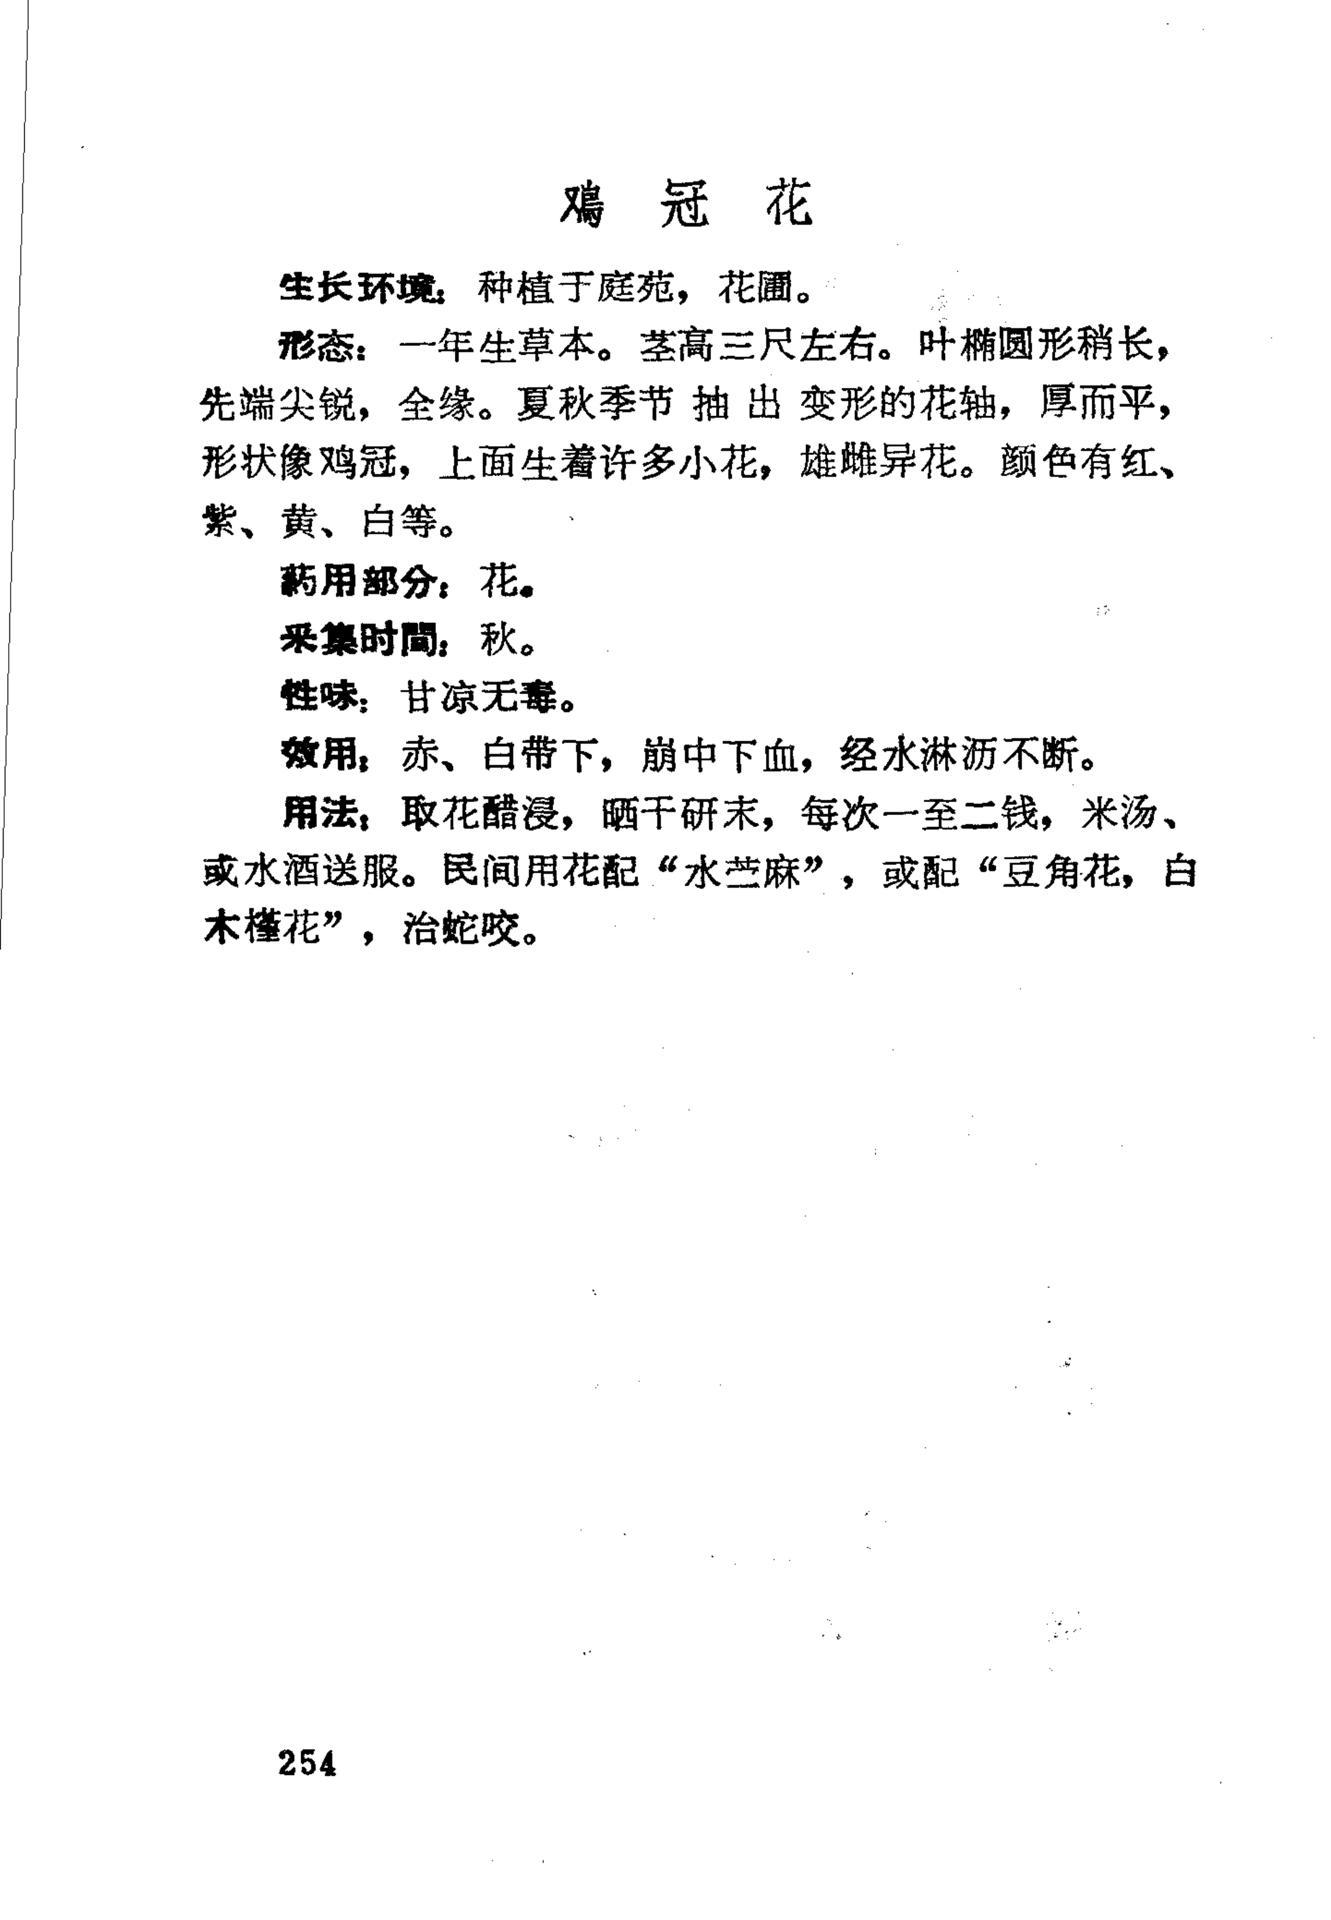 鸡冠花
生长环境：种植于庭苑，花圃。
形态：一年生草本。茎高三尺左右。叶椭圆形稍长，
先端尖锐，全缘。夏秋季节抽出变形的花轴，厚而平，
形状像鸡冠，上面生着许多小花，雄雌异花。颜色有红、
紫、黄、白等。
药用部分：花。
采集时間：秋。
性味：甘凉无毒。
效用：赤、白带下，崩中下血，经水淋沥不断。
用法：取花醋浸，晒干研末，每次一至二钱，米汤、
或水酒送服。民间用花配“水苎麻”，或配“豆角花，白
木槿花”，治蛇咬。
254